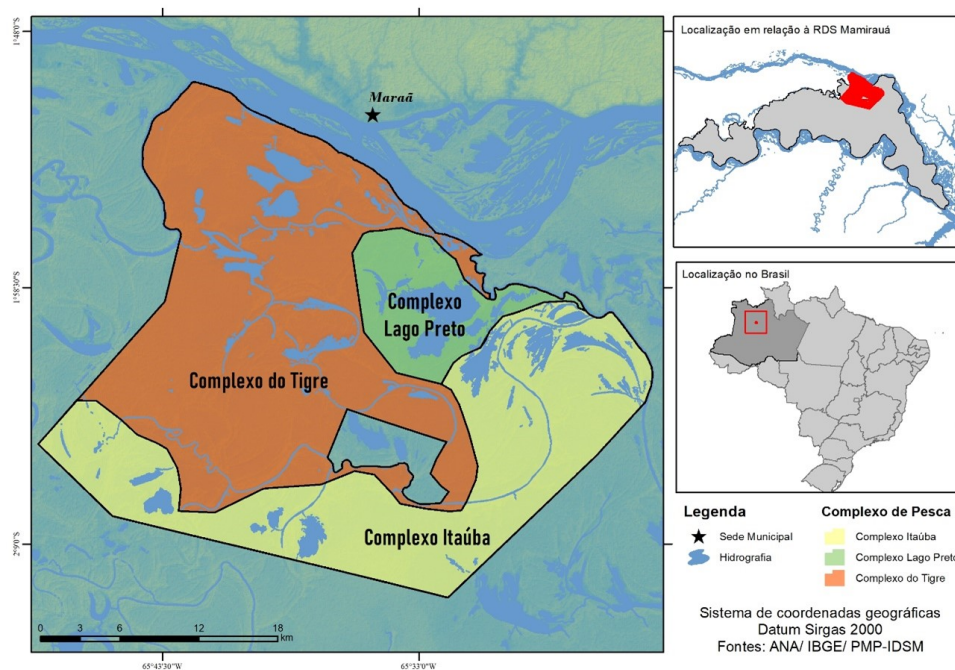 1°48'0"S
1°58'30"S
2°9'0"S
Maraã
Complexo
Lago Preto
Complexo do Tigre
Complexo Itaúba
0 3 6 12 18
km
65°43'30"W
65°33'0"W
Localização em relação à RDS Mamirauá
Localização no Brasil
Legenda
Sede Municipal
Hidrografia
Complexo de Pesca
Complexo Itaúba
Complexo Lago Preto
Complexo do Tigre
Sistema de coordenadas geográficas
Datum Sirgas 2000
Fontes: ANA/ IBGE/ PMP-IDSM